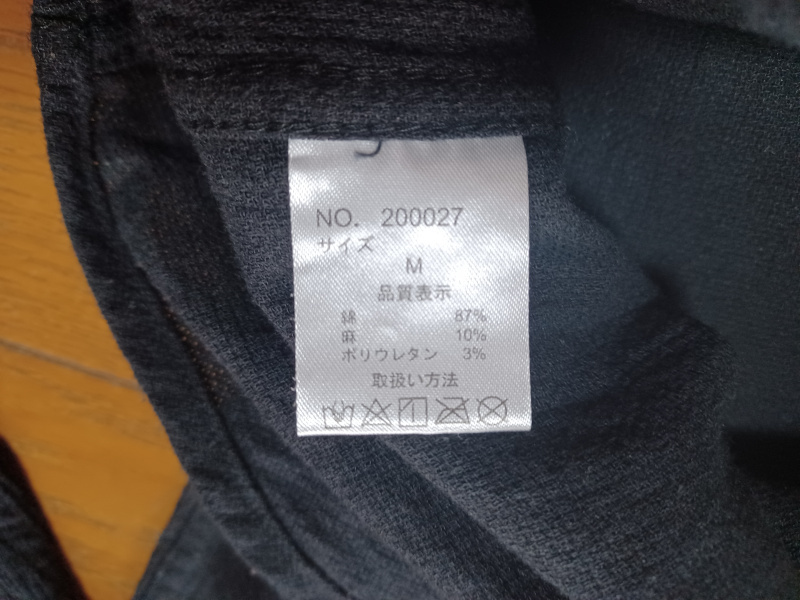 NO. 200027
サイズ
M
品質表示
綿 87%
麻 10%
ポリウレタン 3%
取扱い方法